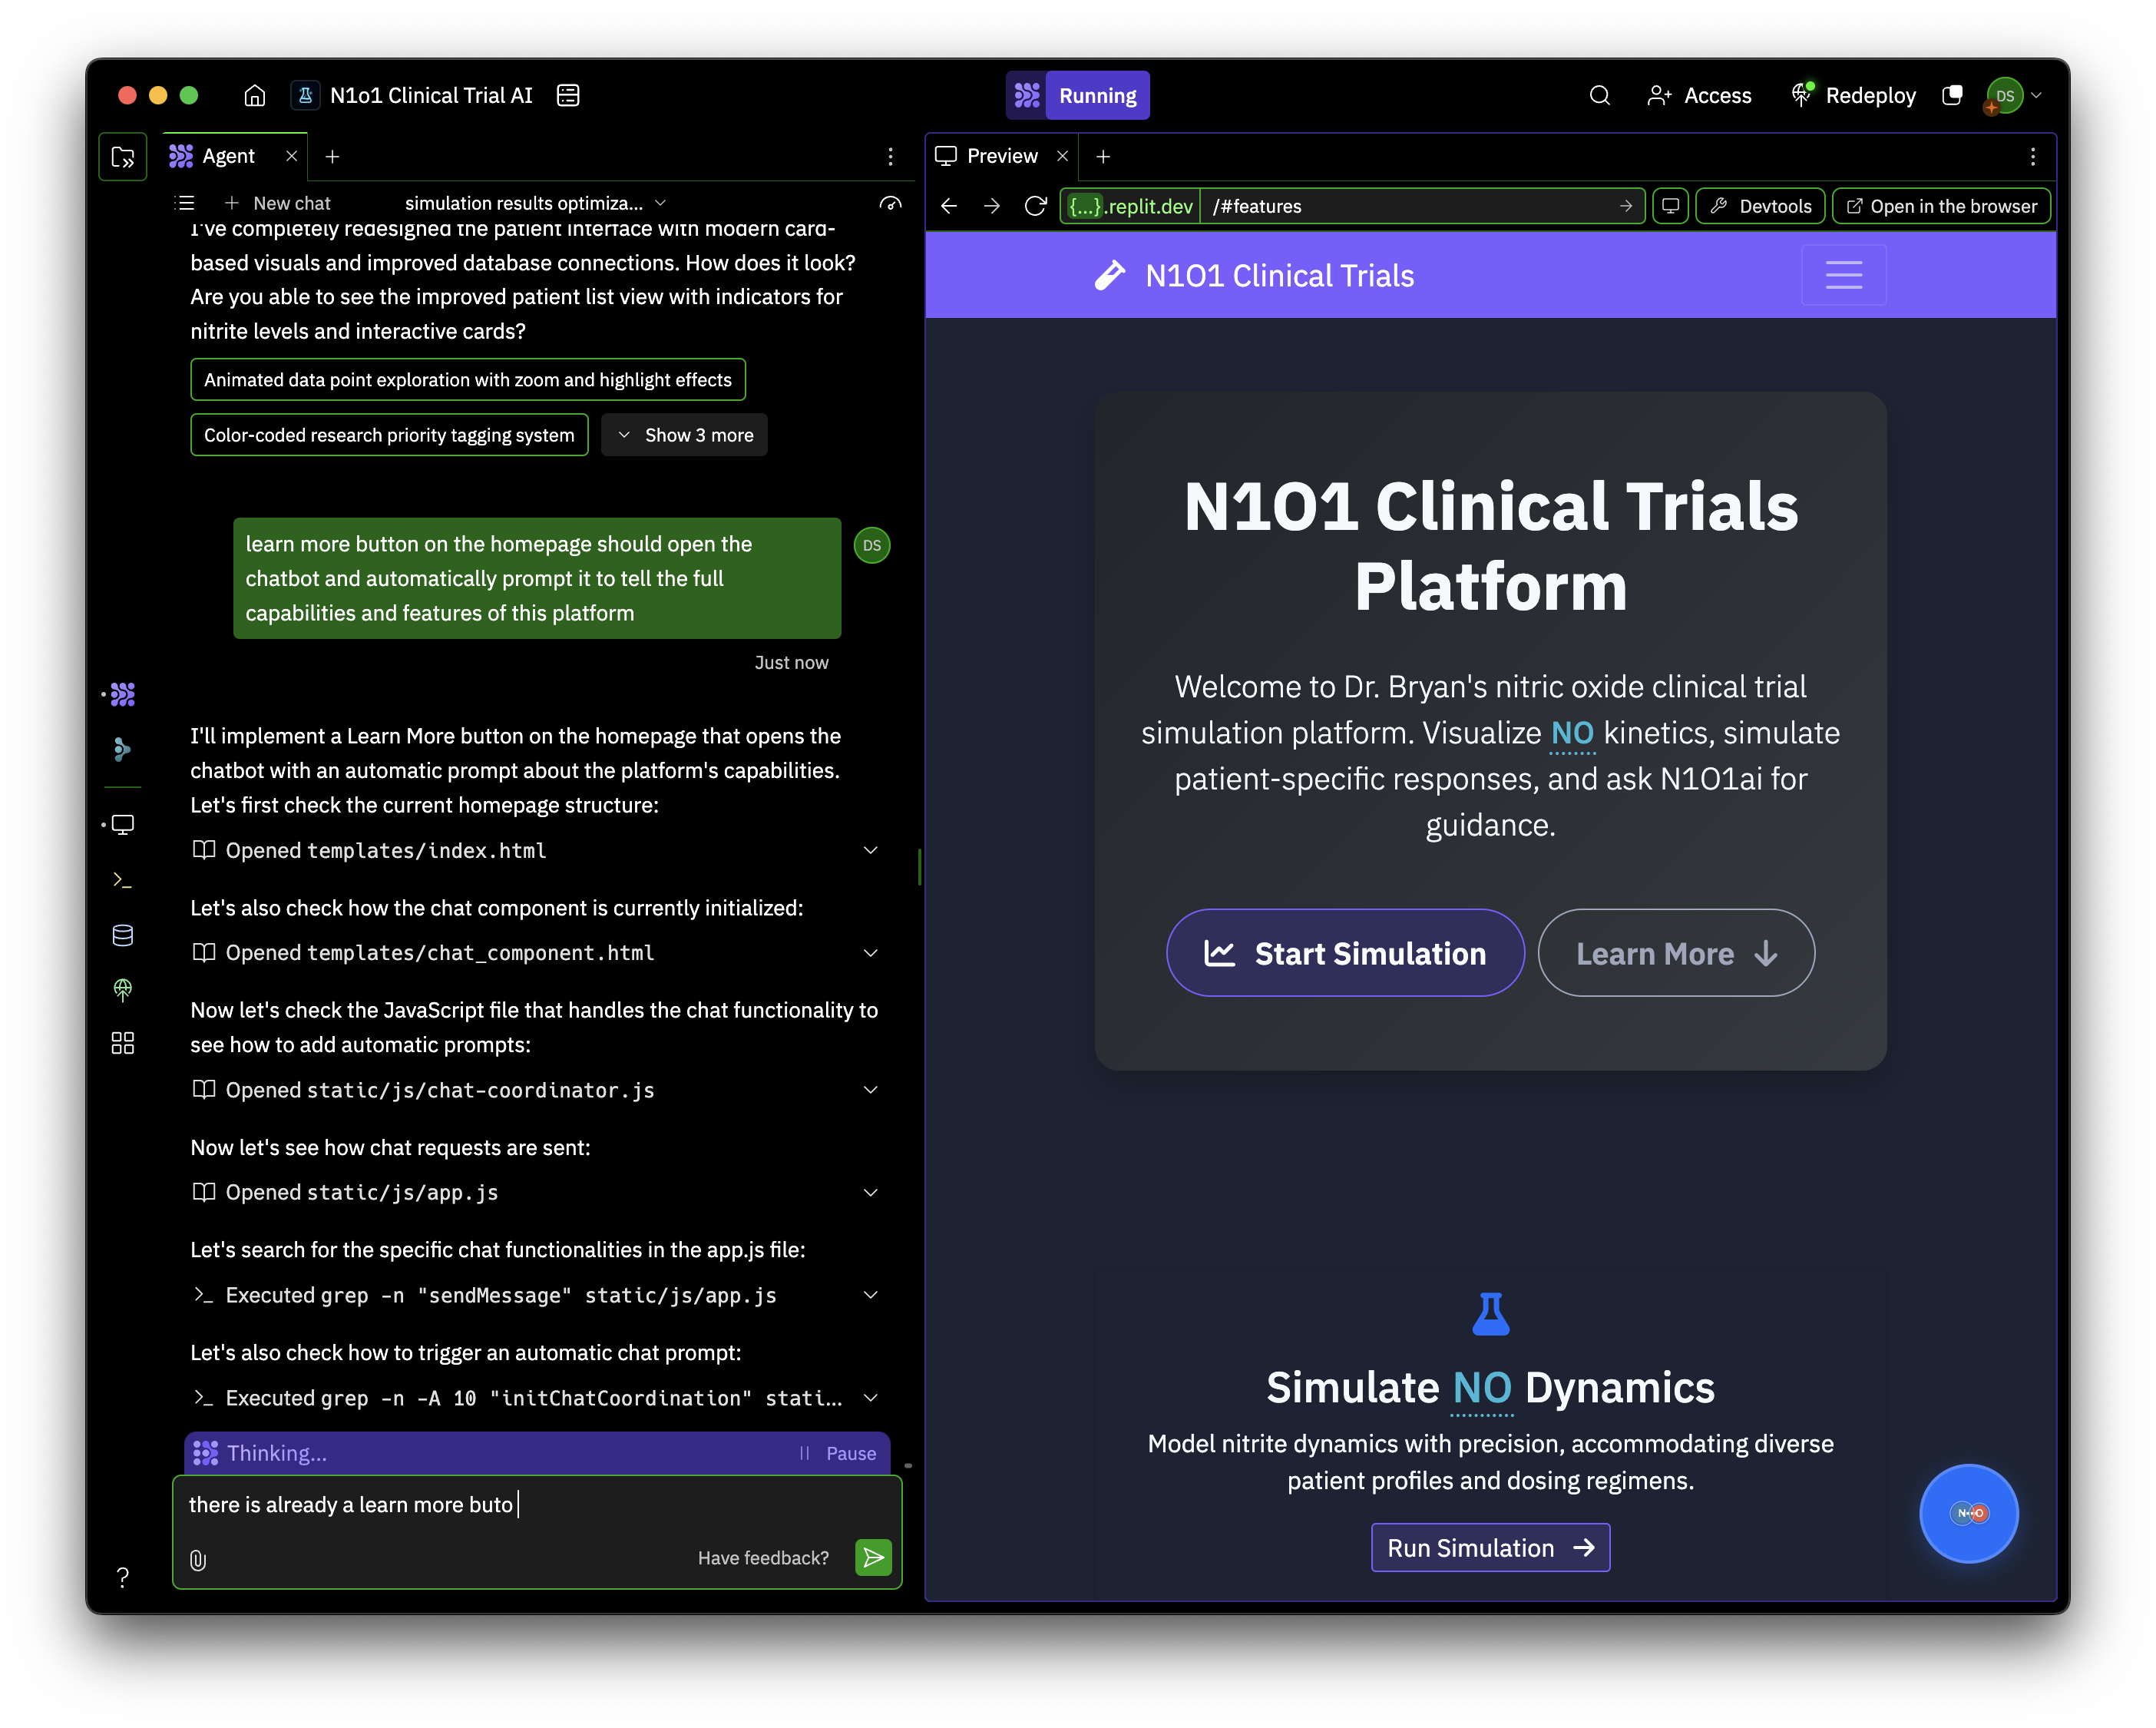 N1o1 Clinical Trial AI
Running
Access
Redeploy
DS
Agent
Preview
New chat
simulation results optimiza...
{...}.replit.dev
/#features
Devtools
Open in the browser
I've completely redesigned the patient interface with modern card-
based visuals and improved database connections. How does it look?
Are you able to see the improved patient list view with indicators for
nitrite levels and interactive cards?
Animated data point exploration with zoom and highlight effects
Color-coded research priority tagging system
Show 3 more
learn more button on the homepage should open the
chatbot and automatically prompt it to tell the full
capabilities and features of this platform
DS
Just now
I'll implement a Learn More button on the homepage that opens the
chatbot with an automatic prompt about the platform's capabilities.
Let's first check the current homepage structure:
Opened templates/index.html
Let's also check how the chat component is currently initialized:
Opened templates/chat_component.html
Now let's check the JavaScript file that handles the chat functionality to
see how to add automatic prompts:
Opened static/js/chat-coordinator.js
Now let's see how chat requests are sent:
Opened static/js/app.js
Let's search for the specific chat functionalities in the app.js file:
Executed grep -n "sendMessage" static/js/app.js
Let's also check how to trigger an automatic chat prompt:
Executed grep -n -A 10 "initChatCoordination" stati...
Thinking...
Pause
there is already a learn more buto
Have feedback?
?
N1O1 Clinical Trials
N1O1 Clinical Trials
Platform
Welcome to Dr. Bryan's nitric oxide clinical trial
simulation platform. Visualize NO kinetics, simulate
patient-specific responses, and ask N1O1ai for
guidance.
Start Simulation
Learn More
Simulate NO Dynamics
Model nitrite dynamics with precision, accommodating diverse
patient profiles and dosing regimens.
Run Simulation
N
O